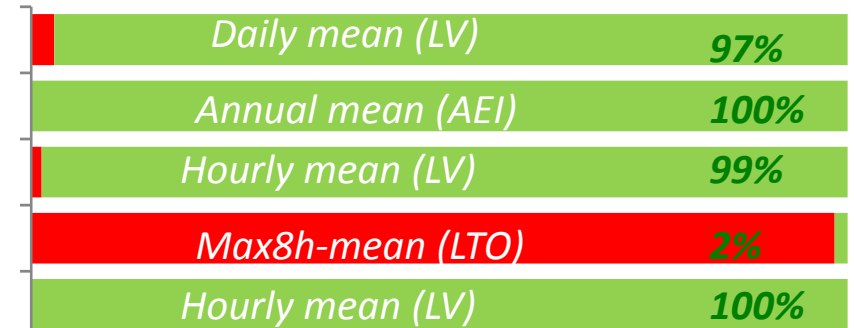 Daily mean (LV) 97%
Annual mean (AEI) 100%
Hourly mean (LV) 99%
Max8h-mean (LTO) 2%
Hourly mean (LV) 100%